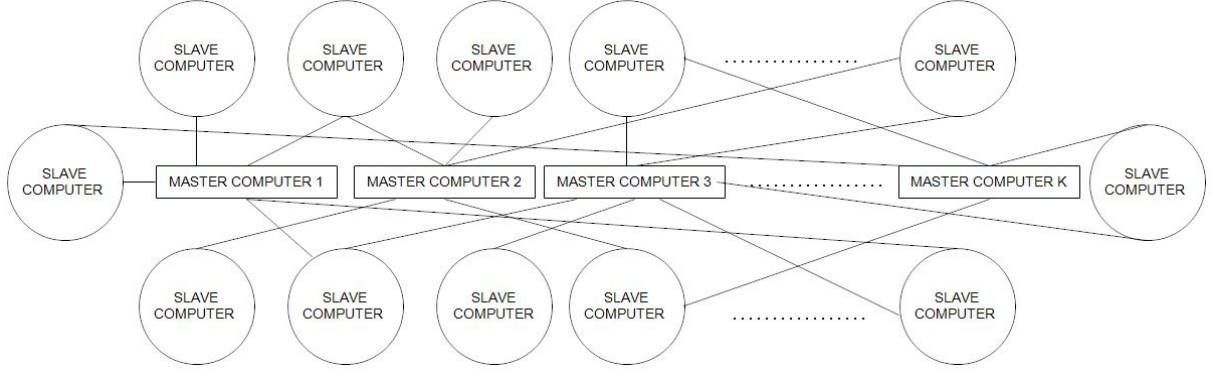 SLAVE
COMPUTER
SLAVE
COMPUTER
SLAVE
COMPUTER
SLAVE
COMPUTER
..................
SLAVE
COMPUTER
SLAVE
COMPUTER
MASTER COMPUTER 1
MASTER COMPUTER 2
MASTER COMPUTER 3
..................
MASTER COMPUTER K
SLAVE
COMPUTER
SLAVE
COMPUTER
SLAVE
COMPUTER
SLAVE
COMPUTER
SLAVE
COMPUTER
..................
SLAVE
COMPUTER